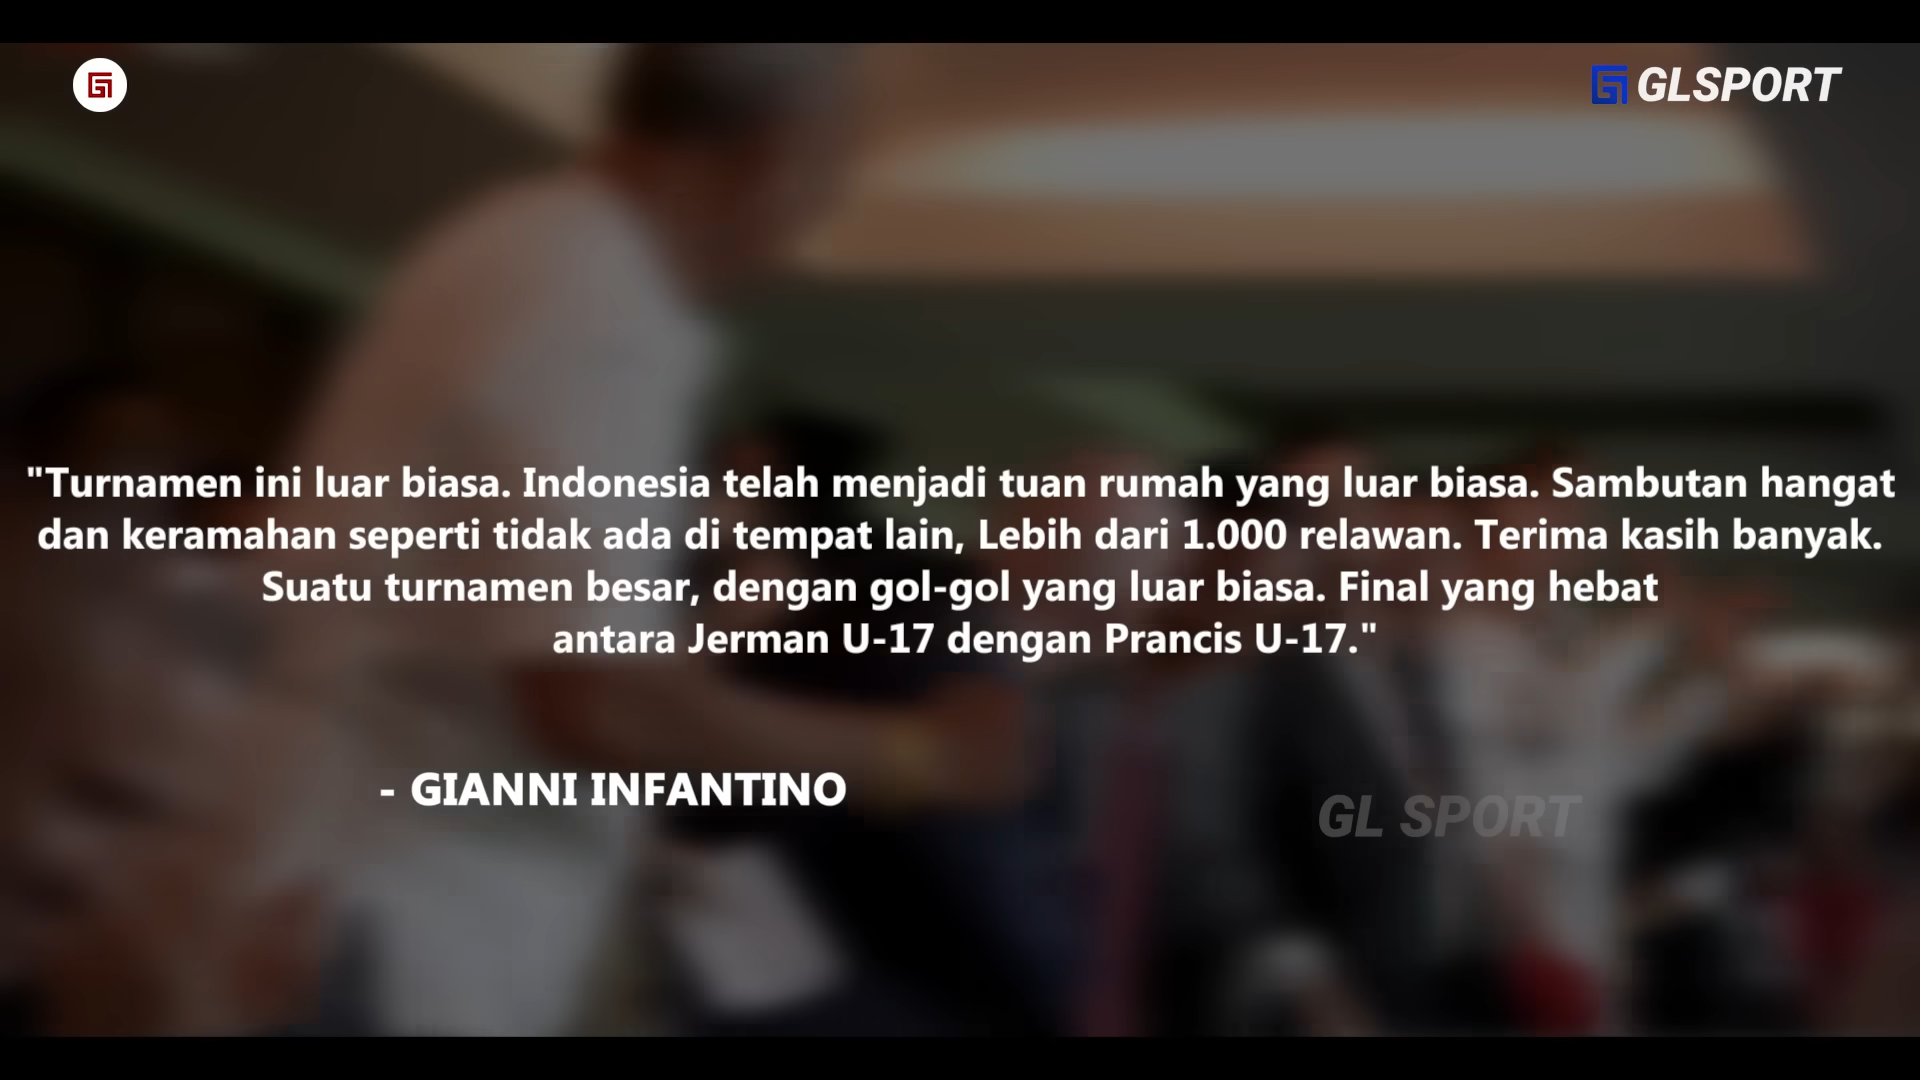 GLSPORT
"Turnamen ini luar biasa. Indonesia telah menjadi tuan rumah yang luar biasa. Sambutan hangat
dan keramahan seperti tidak ada di tempat lain, Lebih dari 1.000 relawan. Terima kasih banyak.
Suatu turnamen besar, dengan gol-gol yang luar biasa. Final yang hebat
antara Jerman U-17 dengan Prancis U-17."
- GIANNI INFANTINO
GL SPORT